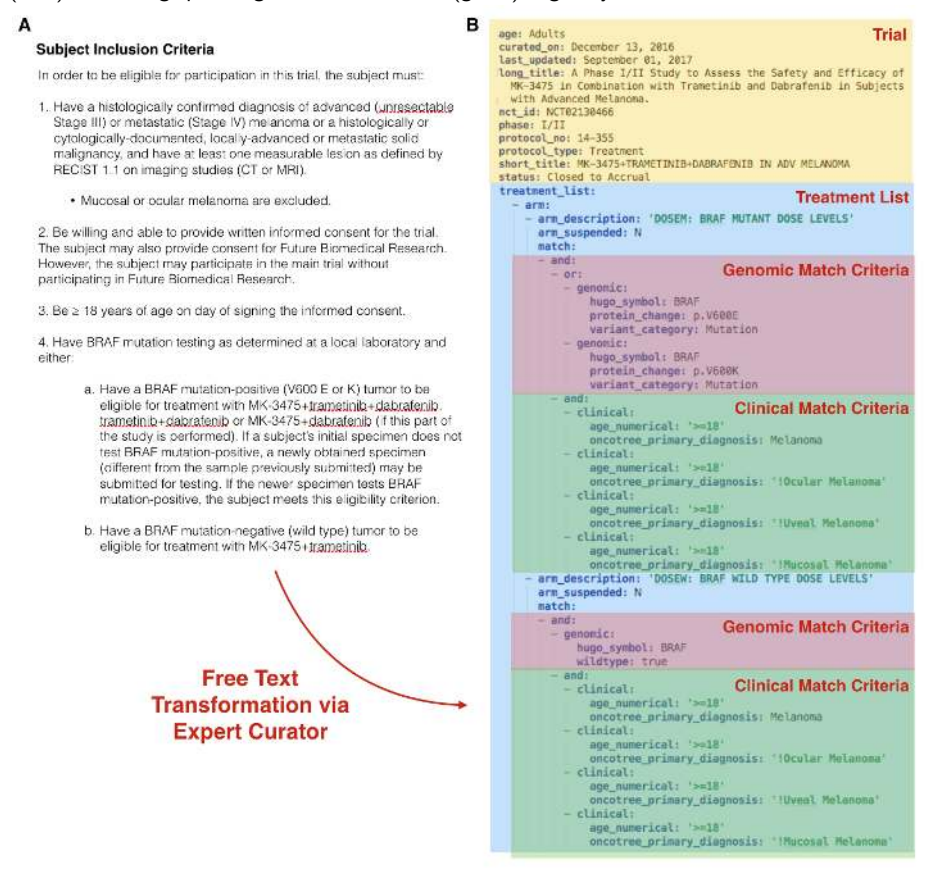 A
Subject Inclusion Criteria
In order to be eligible for participation in this trial, the subject must:
1. Have a histologically confirmed diagnosis of advanced (unresectable
Stage III) or metastatic (Stage IV) melanoma or a histologically or
cytologically-documented, locally-advanced or metastatic solid
malignancy, and have at least one measurable lesion as defined by
RECIST 1.1 on imaging studies (CT or MRI).
• Mucosal or ocular melanoma are excluded.
2. Be willing and able to provide written informed consent for the trial.
The subject may also provide consent for Future Biomedical Research.
However, the subject may participate in the main trial without
participating in Future Biomedical Research.
3. Be ≥ 18 years of age on day of signing the informed consent.
4. Have BRAF mutation testing as determined at a local laboratory and
either:
a. Have a BRAF mutation-positive (V600 E or K) tumor to be
eligible for treatment with MK-3475+trametinib+dabrafenib,
trametinib+dabrafenib or MK-3475+dabrafenib (if this part of
the study is performed). If a subject's initial specimen does not
test BRAF mutation-positive, a newly obtained specimen
(different from the sample previously submitted) may be
submitted for testing. If the newer specimen tests BRAF
mutation-positive, the subject meets this eligibility criterion.
b. Have a BRAF mutation-negative (wild type) tumor to be
eligible for treatment with MK-3475+trametinib.
Free Text
Transformation via
Expert Curator
B
Trial
age: Adults
curated_on: December 13, 2016
last_updated: September 01, 2017
long_title: A Phase I/II Study to Assess the Safety and Efficacy of
MK-3475 in Combination with Trametinib and Dabrafenib in Subjects
with Advanced Melanoma.
nct_id: NCT02130466
phase: I/II
protocol_no: 14-355
protocol_type: Treatment
short_title: MK-3475+TRAMETINIB+DABRAFENIB IN ADV MELANOMA
status: Closed to Accrual
treatment_list:
Treatment List
- arm:
- arm_description: 'DOSEM: BRAF MUTANT DOSE LEVELS'
arm_suspended: N
match:
- and:
Genomic Match Criteria
- or:
- genomic:
hugo_symbol: BRAF
protein_change: p.V600E
variant_category: Mutation
- genomic:
hugo_symbol: BRAF
protein_change: p.V600K
variant_category: Mutation
- and:
Clinical Match Criteria
- clinical:
age_numerical: '>=18'
oncotree_primary_diagnosis: Melanoma
- clinical:
age_numerical: '>=18'
oncotree_primary_diagnosis: '!Ocular Melanoma'
- clinical:
age_numerical: '>=18'
oncotree_primary_diagnosis: '!Uveal Melanoma'
- clinical:
age_numerical: '>=18'
oncotree_primary_diagnosis: '!Mucosal Melanoma'
- arm_description: 'DOSEW: BRAF WILD TYPE DOSE LEVELS'
arm_suspended: N
match:
- and:
Genomic Match Criteria
- genomic:
hugo_symbol: BRAF
wildtype: true
- and:
Clinical Match Criteria
- clinical:
age_numerical: '>=18'
oncotree_primary_diagnosis: Melanoma
- clinical:
age_numerical: '>=18'
oncotree_primary_diagnosis: '!Ocular Melanoma'
- clinical:
age_numerical: '>=18'
oncotree_primary_diagnosis: '!Uveal Melanoma'
- clinical:
age_numerical: '>=18'
oncotree_primary_diagnosis: '!Mucosal Melanoma'